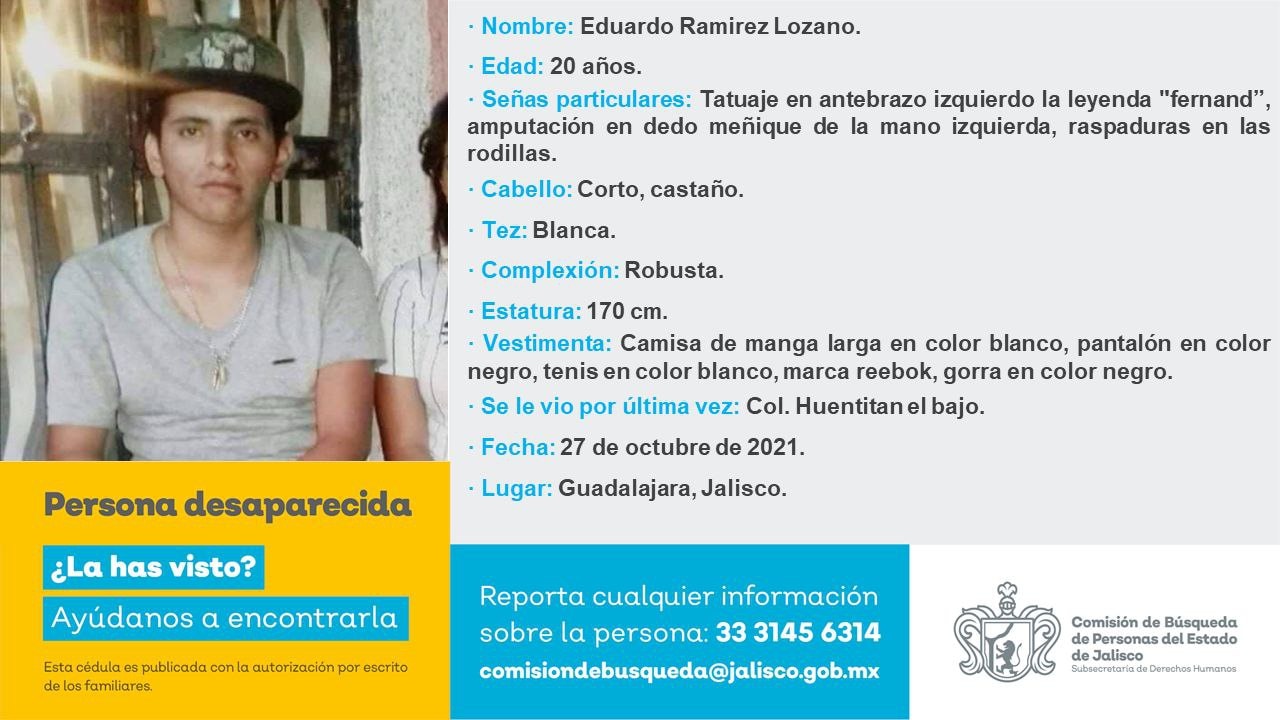 · Nombre: Eduardo Ramirez Lozano.
· Edad: 20 años.
· Señas particulares: Tatuaje en antebrazo izquierdo la leyenda "fernand”,
amputación en dedo meñique de la mano izquierda, raspaduras en las
rodillas.
· Cabello: Corto, castaño.
· Tez: Blanca.
· Complexión: Robusta.
· Estatura: 170 cm.
· Vestimenta: Camisa de manga larga en color blanco, pantalón en color
negro, tenis en color blanco, marca reebok, gorra en color negro.
· Se le vio por última vez: Col. Huentitan el bajo.
· Fecha: 27 de octubre de 2021.
· Lugar: Guadalajara, Jalisco.
Persona desaparecida
¿La has visto?
Ayúdanos a encontrarla
Esta cédula es publicada con la autorización por escrito
de los familiares.
Reporta cualquier información
sobre la persona: 33 3145 6314
comisiondebusqueda@jalisco.gob.mx
Comisión de Búsqueda
de Personas del Estado
de Jalisco
Subsecretaría de Derechos Humanos